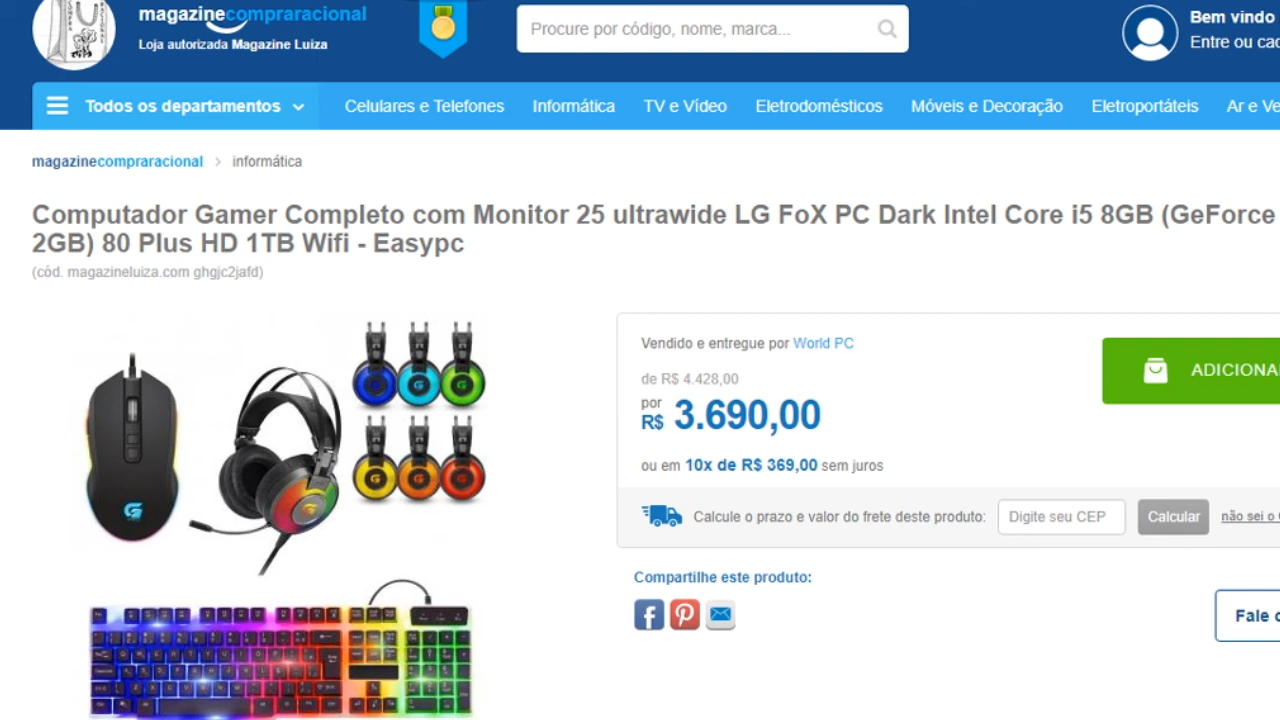 magazinecompraracional
Loja autorizada Magazine Luiza
Procure por código, nome, marca...
Bem vindo
Entre ou cad
Todos os departamentos
Celulares e Telefones
Informática
TV e Vídeo
Eletrodomésticos
Móveis e Decoração
Eletroportáteis
Ar e Ve
magazinecompraracional > informática
Computador Gamer Completo com Monitor 25 ultrawide LG FoX PC Dark Intel Core i5 8GB (GeForce
2GB) 80 Plus HD 1TB Wifi - Easypc
(cód. magazineluiza.com ghgjc2jafd)
Vendido e entregue por World PC
de R$ 4.428,00
por
R$ 3.690,00
ADICIONA
ou em 10x de R$ 369,00 sem juros
Calcule o prazo e valor do frete deste produto:
Digite seu CEP
Calcular
não sei o
Compartilhe este produto:
Fale c